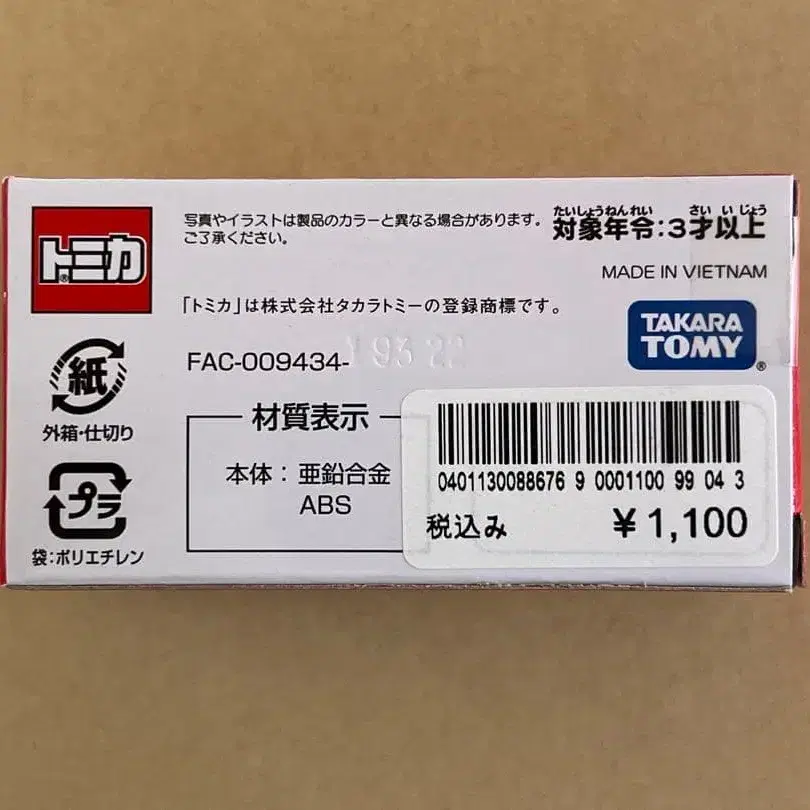 トミカ®
写真やイラストは製品のカラーと異なる場合があります。
ご了承ください。
たいしょうねんれい さいいじょう
対象年令:3才以上
MADE IN VIETNAM
「トミカ」は株式会社タカラトミーの登録商標です。
TAKARA
TOMY®
紙
外箱・仕切り
FAC-009434-
材質表示
本体:亜鉛合金
ABS
プラ
袋:ポリエチレン
0401130088676 9 0001100 99 04 3
税込み ¥1,100